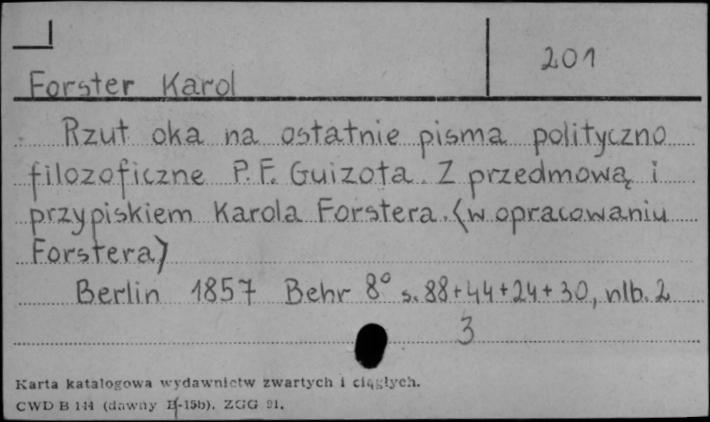 201
Forster Karol
Rzut oka na ostatnie pisma polityczno
filozoficzne P. F. Guizota. Z przedmową i
przypiskiem Karola Forstera. (w opracowaniu
Forstera)
Berlin 1857 Behr 8° s. 88+44+24+30, nlb. 2
3
Karta katalogowa wydawnictw zwartych i ciągłych.
CWD B 144 (dawny B-15b). ZGG 91.